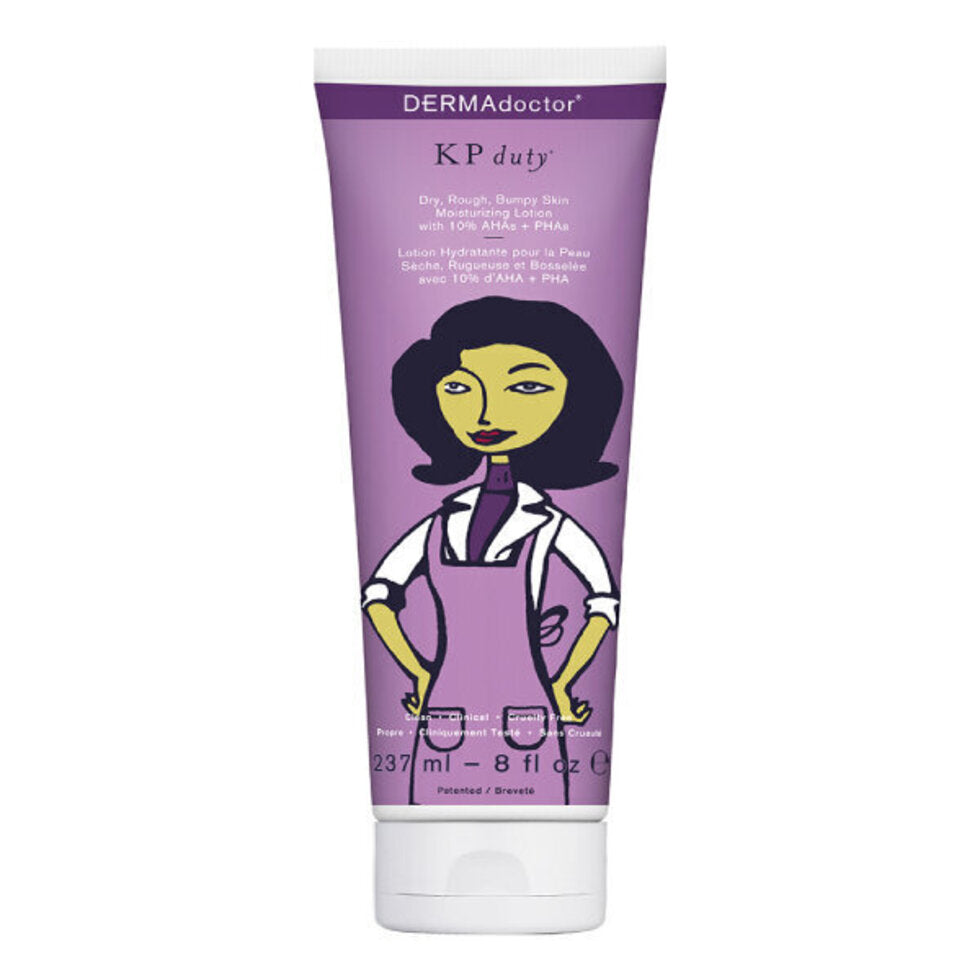 DERMAdoctor®
KP duty®
Dry, Rough, Bumpy Skin
Moisturizing Lotion
with 10% AHAs + PHAs
Lotion Hydratante pour la Peau
Sèche, Rugueuse et Bosselée
avec 10% d'AHA + PHA
Clean • Clinical • Cruelty Free
Propre • Cliniquement Testé • Sans Cruauté
237 ml – 8 fl oz ℮
Patented / Breveté